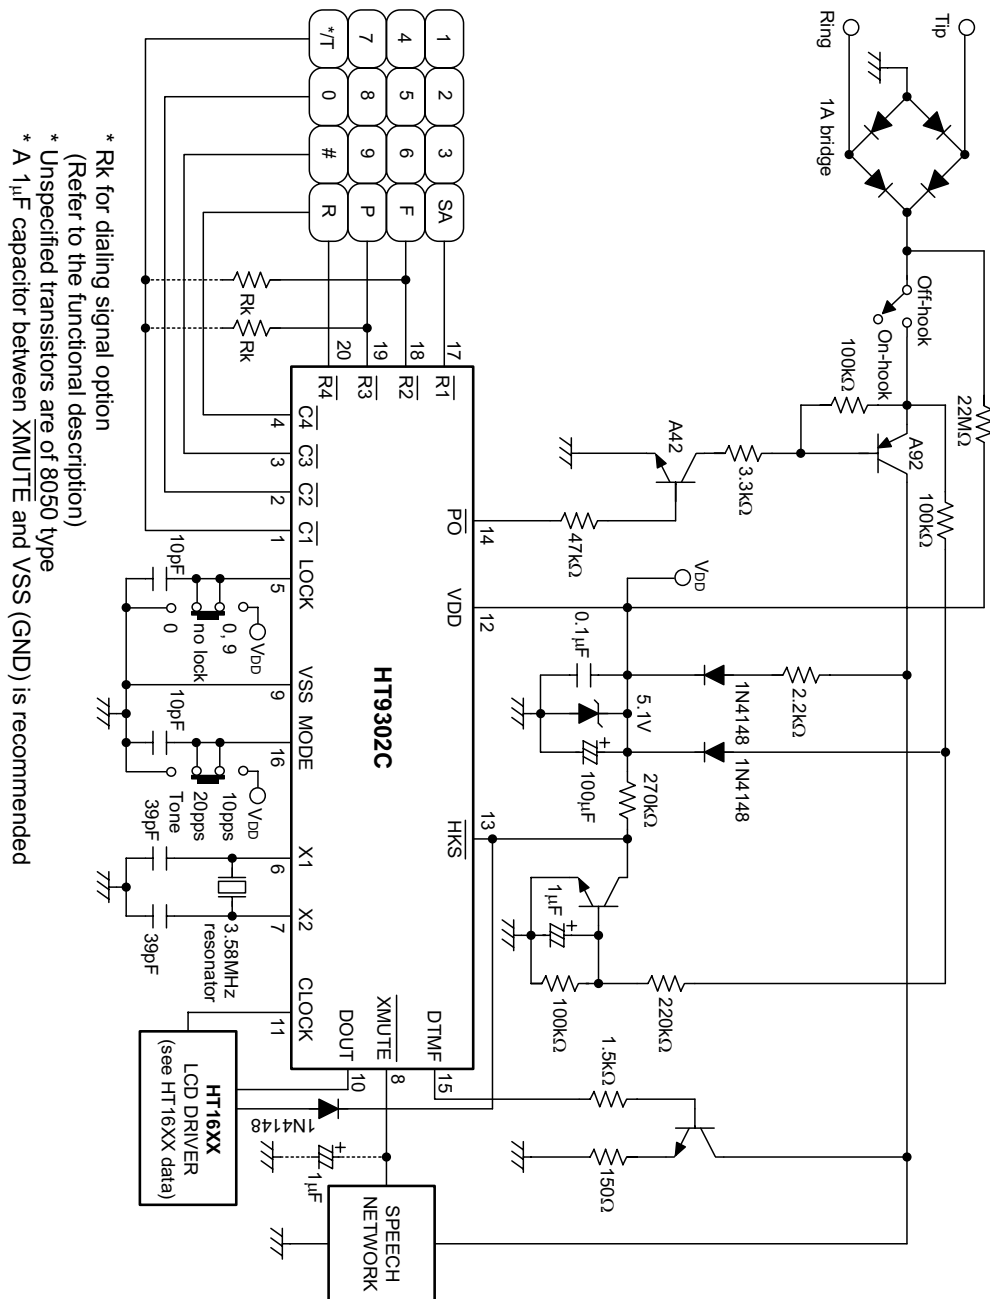 Tip
Ring
1A bridge
Off-hook
On-hook
22MΩ
100kΩ
A92
100kΩ
3.3kΩ
A42
47kΩ
VDD
2.2kΩ
1N4148
1N4148
0.1µF
5.1V
100µF
+
270kΩ
1µF
+
100kΩ
220kΩ
1.5kΩ
150Ω
1 2 3 SA
4 5 6 F
7 8 9 P
*/T 0 # R
Rk
Rk
20 19 18 17 14 12 13 15
R4 R3 R2 R1 PO VDD HKS DTMF
HT9302C
C4 C3 C2 C1 LOCK VSS MODE X1 X2 CLOCK DOUT XMUTE
4 3 2 1 5 9 16 6 7 11 10 8
10pF
VDD
0, 9
no lock
0
10pF
VDD
10pps
20pps
Tone
39pF
39pF
3.58MHz
resonator
HT16XX
LCD DRIVER
(see HT16XX data)
1N4148
1µF
+
SPEECH
NETWORK
* Rk for dialing signal option
(Refer to the functional description)
* Unspecified transistors are of 8050 type
* A 1µF capacitor between XMUTE and VSS (GND) is recommended